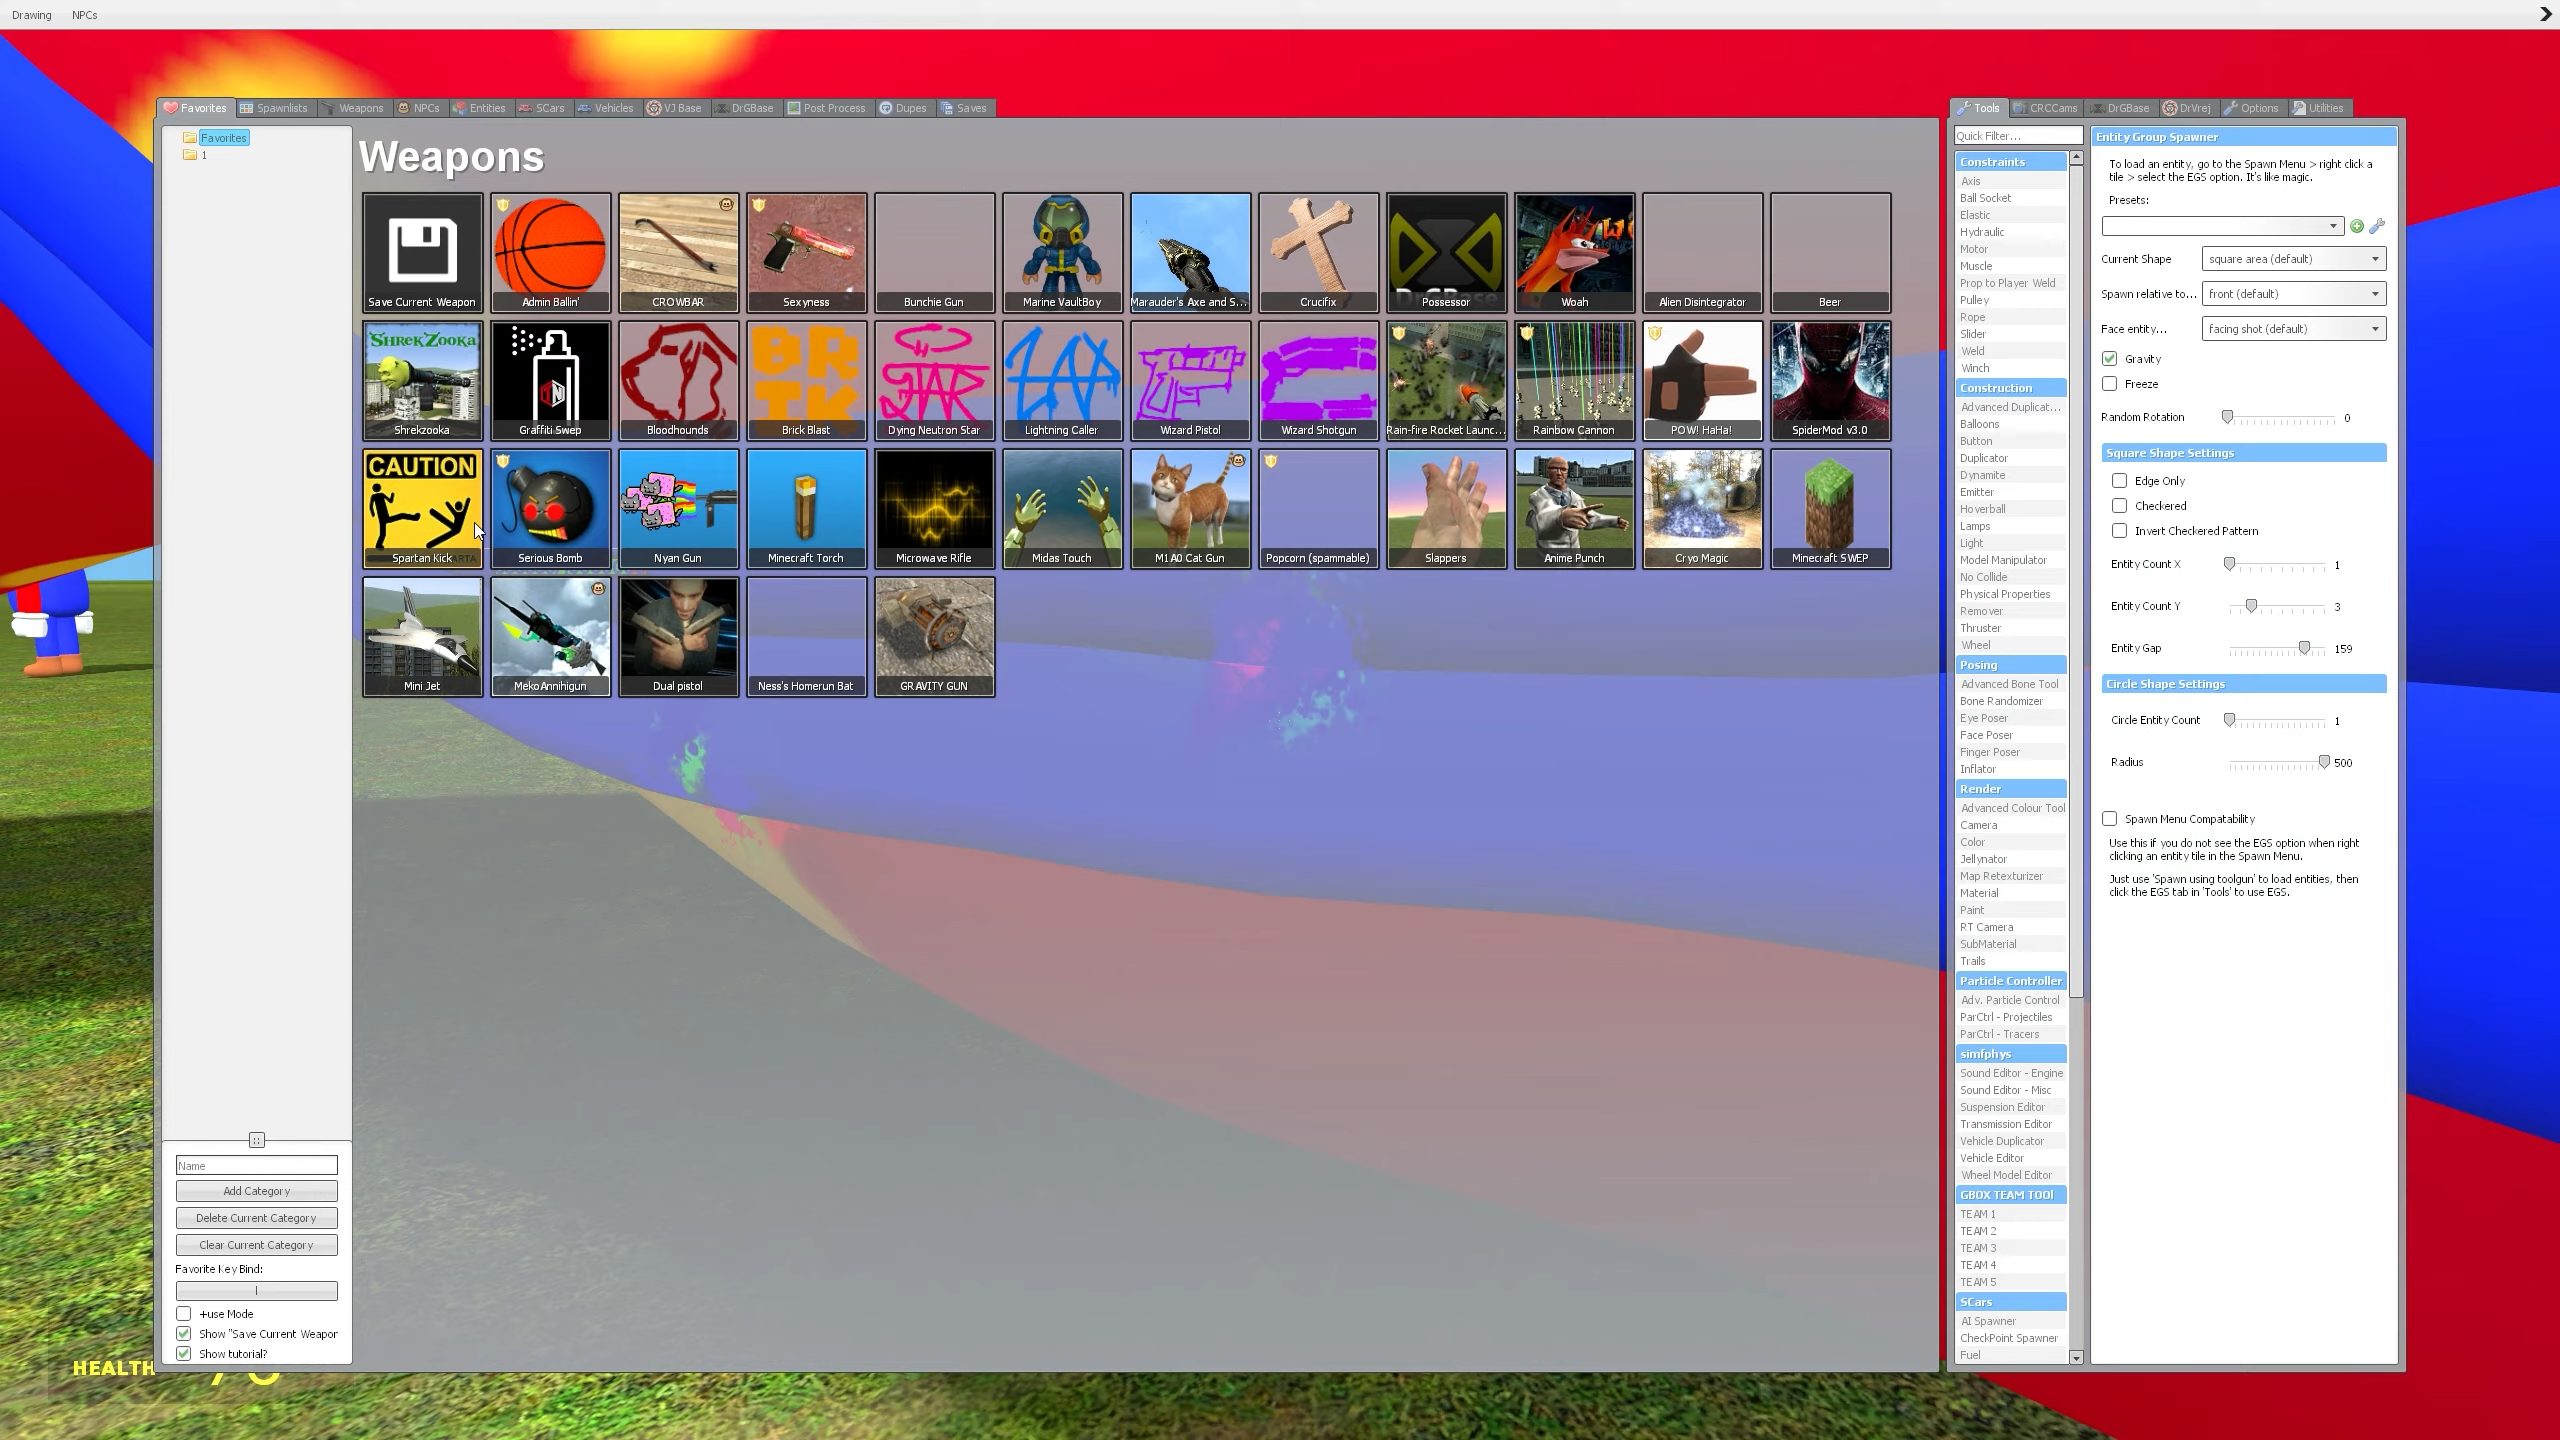 Drawing NPCs
Favorites Spawnlists Weapons NPCs Entities SCars Vehicles VJ Base DrGBase Post Process Dupes Saves
Favorites
1
Weapons
Save Current Weapon
Admin Ballin'
CROWBAR
Sexyness
Bunchie Gun
Marine VaultBoy
Marauder's Axe and S...
Crucifix
Possessor
Woah
Alien Disintegrator
Beer
SHREKZOOKA
Shrekzooka
Graffiti Swep
Bloodhounds
BR
IK
Brick Blast
STAR
Dying Neutron Star
Lightning Caller
Wizard Pistol
Wizard Shotgun
Rain-fire Rocket Launc...
Rainbow Cannon
POW! HaHa!
SpiderMod v3.0
CAUTION
Spartan Kick
Serious Bomb
Nyan Gun
Minecraft Torch
Microwave Rifle
Midas Touch
M1A0 Cat Gun
Popcorn (spammable)
Slappers
Anime Punch
Cryo Magic
Minecraft SWEP
Mini Jet
MekoAnnihigun
Dual pistol
Ness's Homerun Bat
GRAVITY GUN
Name
Add Category
Delete Current Category
Clear Current Category
Favorite Key Bind:
I
+use Mode
Show "Save Current Weapor
Show tutorial?
HEALTH
Tools CRCCams DrGBase DrVrej Options Utilities
Quick Filter...
Constraints
Axis
Ball Socket
Elastic
Hydraulic
Motor
Muscle
Prop to Player Weld
Pulley
Rope
Slider
Weld
Winch
Construction
Advanced Duplicat...
Balloons
Button
Duplicator
Dynamite
Emitter
Hoverball
Lamps
Light
Model Manipulator
No Collide
Physical Properties
Remover
Thruster
Wheel
Posing
Advanced Bone Tool
Bone Randomizer
Eye Poser
Face Poser
Finger Poser
Inflator
Render
Advanced Colour Tool
Camera
Color
Jellynator
Map Retexturizer
Material
Paint
RT Camera
SubMaterial
Trails
Particle Controller
Adv. Particle Control
ParCtrl - Projectiles
ParCtrl - Tracers
simfphys
Sound Editor - Engine
Sound Editor - Misc
Suspension Editor
Transmission Editor
Vehicle Duplicator
Vehicle Editor
Wheel Model Editor
GBOX TEAM TOOl
TEAM 1
TEAM 2
TEAM 3
TEAM 4
TEAM 5
SCars
AI Spawner
CheckPoint Spawner
Fuel
Entity Group Spawner
To load an entity, go to the Spawn Menu > right click a
tile > select the EGS option. It's like magic.
Presets:
Current Shape square area (default)
Spawn relative to... front (default)
Face entity... facing shot (default)
Gravity
Freeze
Random Rotation 0
Square Shape Settings
Edge Only
Checkered
Invert Checkered Pattern
Entity Count X 1
Entity Count Y 3
Entity Gap 159
Circle Shape Settings
Circle Entity Count 1
Radius 500
Spawn Menu Compatability
Use this if you do not see the EGS option when right
clicking an entity tile in the Spawn Menu.
Just use 'Spawn using toolgun' to load entities, then
click the EGS tab in 'Tools' to use EGS.